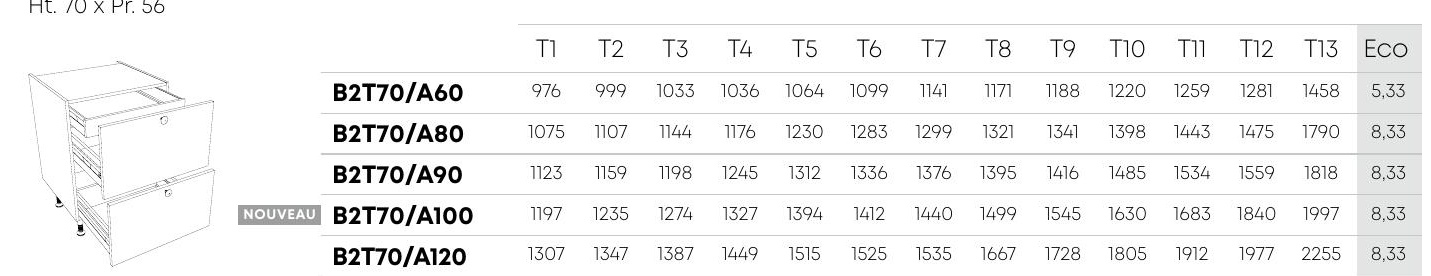 Ht. 70 x Pr. 56
T1 T2 T3 T4 T5 T6 T7 T8 T9 T10 T11 T12 T13 Eco
B2T70/A60 976 999 1033 1036 1064 1099 1141 1171 1188 1220 1259 1281 1458 5,33
B2T70/A80 1075 1107 1144 1176 1230 1283 1299 1321 1341 1398 1443 1475 1790 8,33
B2T70/A90 1123 1159 1198 1245 1312 1336 1376 1395 1416 1485 1534 1559 1818 8,33
NOUVEAU B2T70/A100 1197 1235 1274 1327 1394 1412 1440 1499 1545 1630 1683 1840 1997 8,33
B2T70/A120 1307 1347 1387 1449 1515 1525 1535 1667 1728 1805 1912 1977 2255 8,33